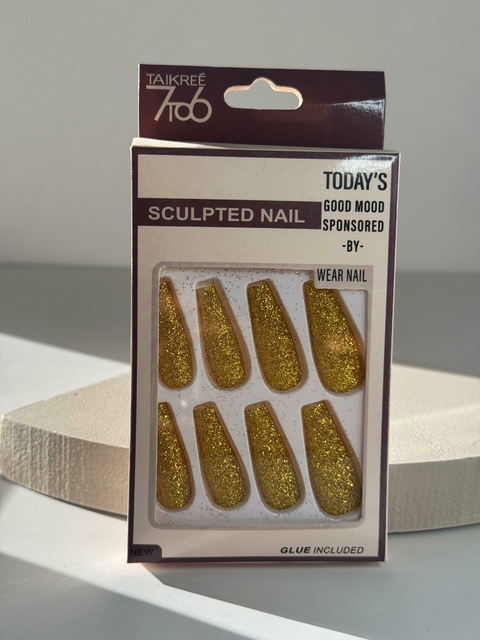 TAIKREÉ
7TO6
TODAY'S
SCULPTED NAIL
GOOD MOOD
SPONSORED
-BY-
WEAR NAIL
NEW
GLUE INCLUDED